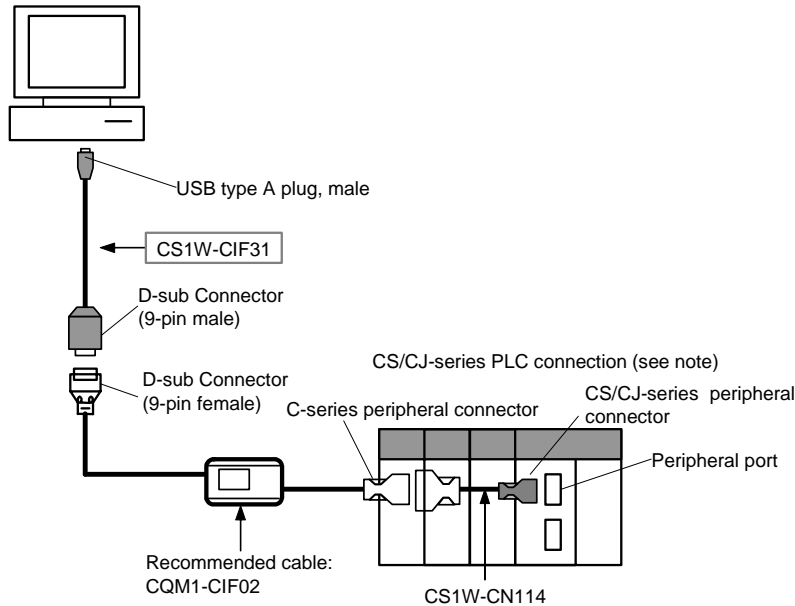 USB type A plug, male
CS1W-CIF31
D-sub Connector
(9-pin male)
CS/CJ-series PLC connection (see note)
D-sub Connector
(9-pin female)
C-series peripheral connector
CS/CJ-series peripheral
connector
Peripheral port
Recommended cable:
CQM1-CIF02
CS1W-CN114